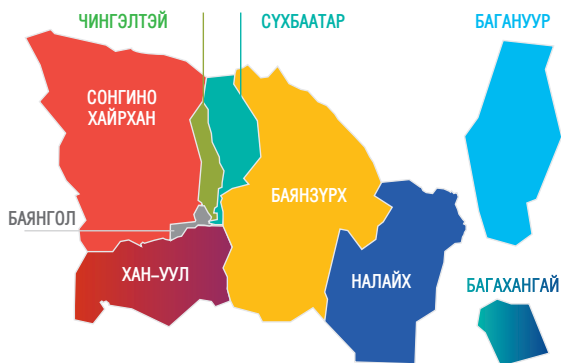 ЧИНГЭЛТЭЙ
СҮХБААТАР
БАГАНУУР
СОНГИНО
ХАЙРХАН
БАЯНЗҮРХ
БАЯНГОЛ
ХАН–УУЛ
НАЛАЙХ
БАГАХАНГАЙ